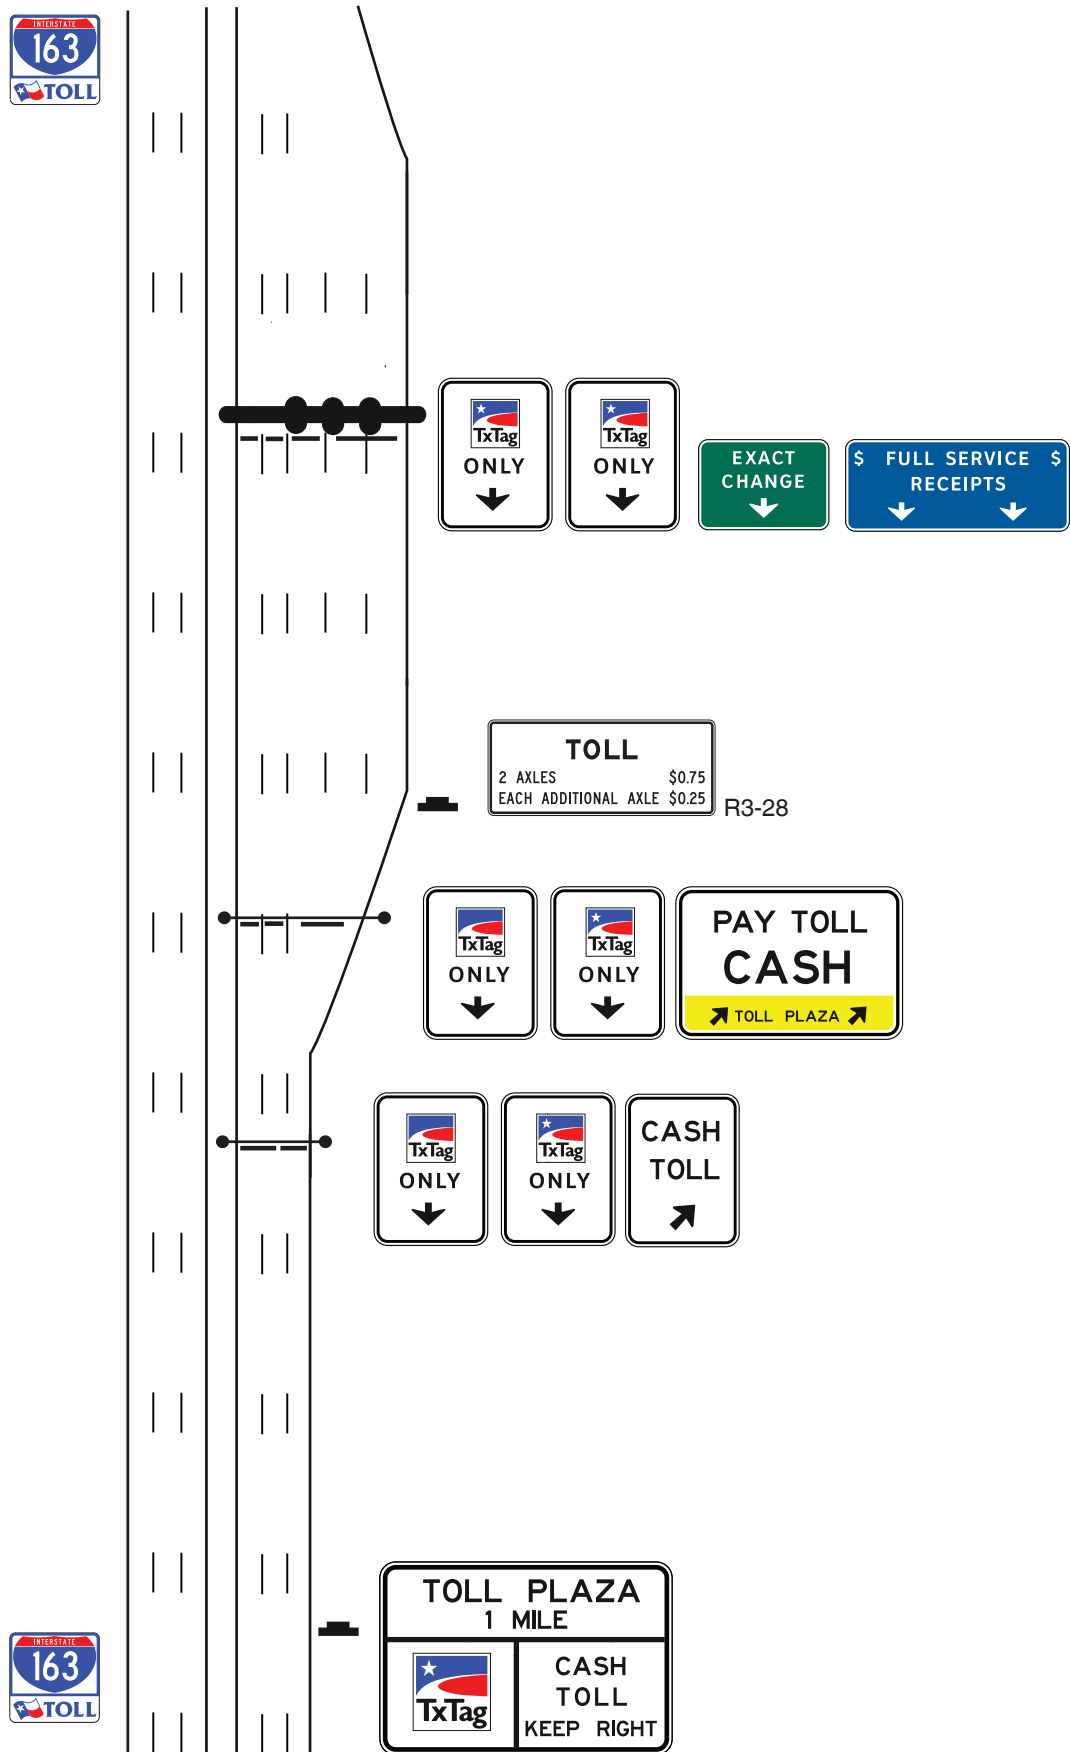 INTERSTATE
163
TOLL
TxTag
ONLY
TxTag
ONLY
EXACT
CHANGE
$ FULL SERVICE $
RECEIPTS
TOLL
2 AXLES $0.75
EACH ADDITIONAL AXLE $0.25
R3-28
TxTag
ONLY
TxTag
ONLY
PAY TOLL
CASH
TOLL PLAZA
TxTag
ONLY
TxTag
ONLY
CASH
TOLL
TOLL PLAZA
1 MILE
TxTag
CASH
TOLL
KEEP RIGHT
INTERSTATE
163
TOLL